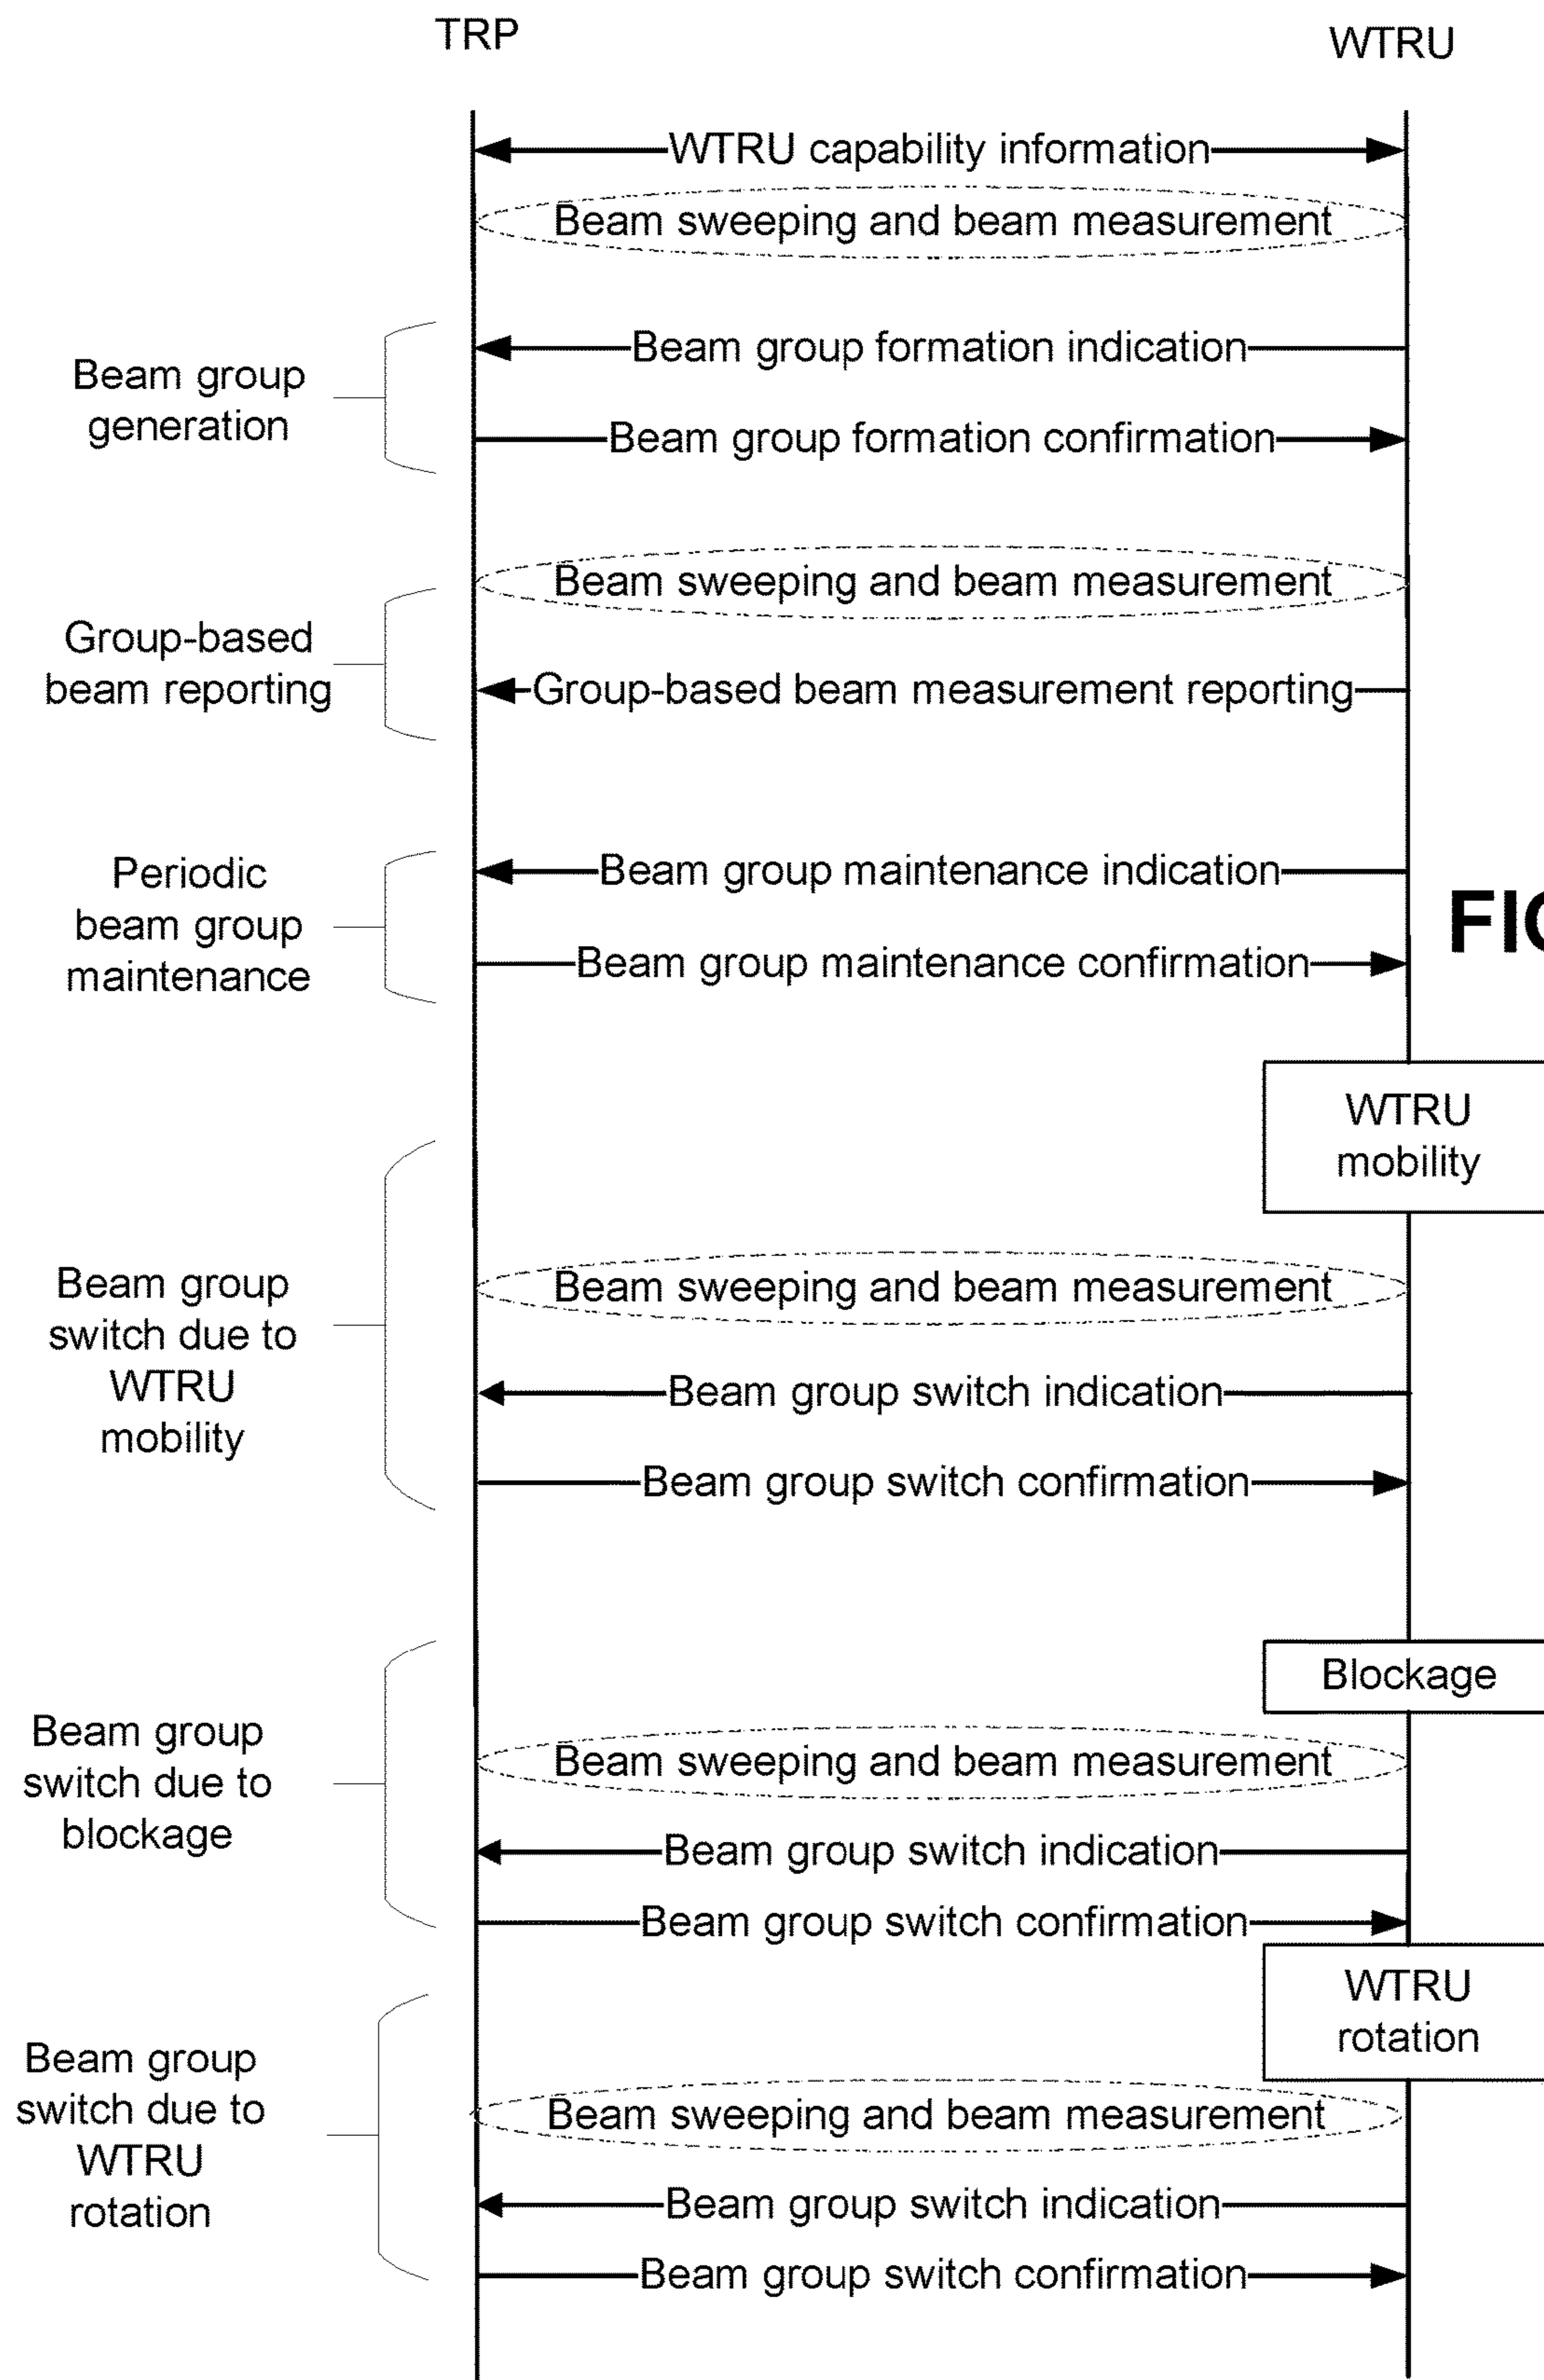 TRP
WTRU
WTRU capability information
Beam sweeping and beam measurement
Beam group formation indication
Beam group
generation
Beam group formation confirmation
Beam sweeping and beam measurement
Group-based
beam reporting
Group-based beam measurement reporting
Periodic
beam group
maintenance
Beam group maintenance indication
FIG
Beam group maintenance confirmation
WTRU
mobility
Beam group
switch due to
WTRU
mobility
Beam sweeping and beam measurement
Beam group switch indication
Beam group switch confirmation
Blockage
Beam group
switch due to
blockage
Beam sweeping and beam measurement
Beam group switch indication
Beam group switch confirmation
WTRU
rotation
Beam group
switch due to
WTRU
rotation
Beam sweeping and beam measurement
Beam group switch indication
Beam group switch confirmation